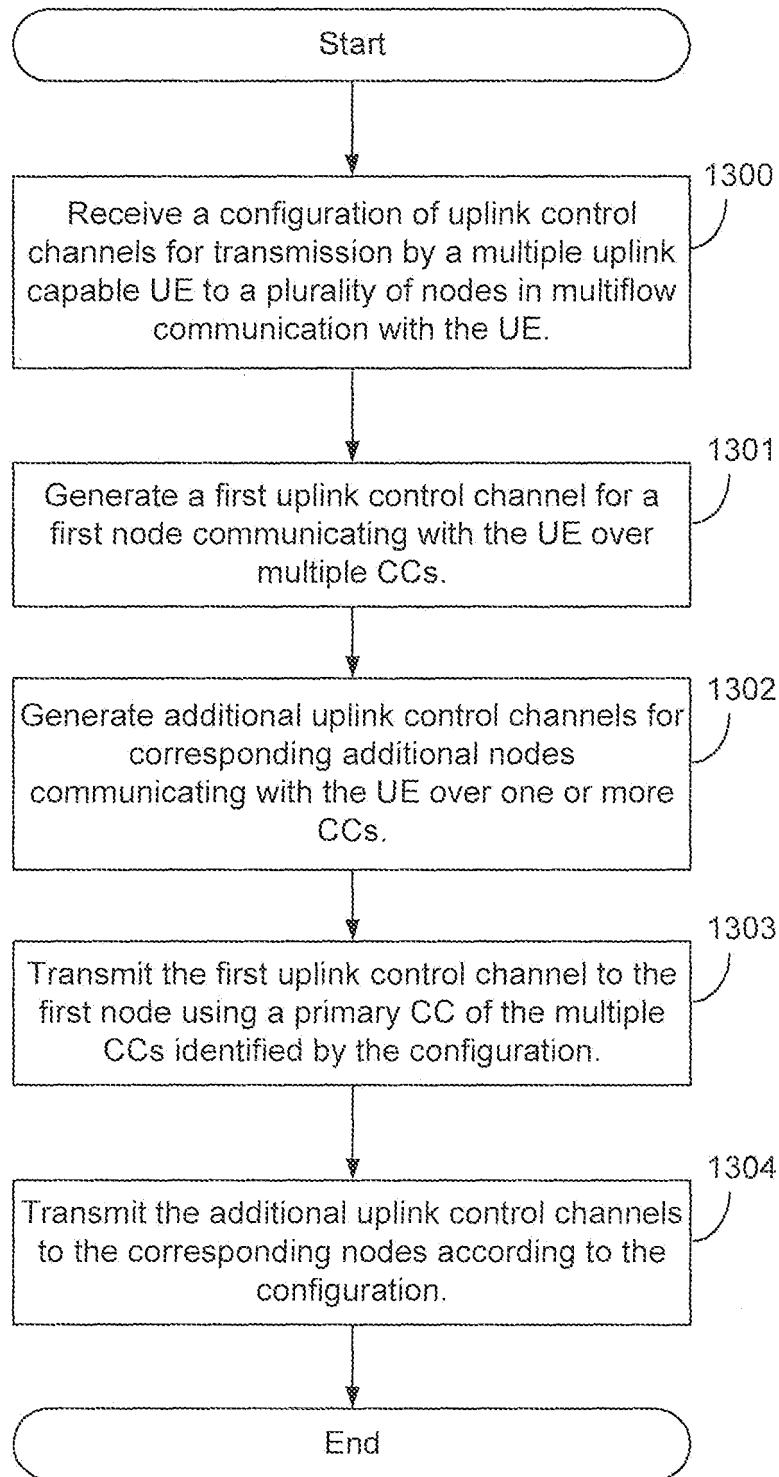 Start
1300
Receive a configuration of uplink control
channels for transmission by a multiple uplink
capable UE to a plurality of nodes in multiflow
communication with the UE.
1301
Generate a first uplink control channel for a
first node communicating with the UE over
multiple CCs.
1302
Generate additional uplink control channels for
corresponding additional nodes
communicating with the UE over one or more
CCs.
1303
Transmit the first uplink control channel to the
first node using a primary CC of the multiple
CCs identified by the configuration.
1304
Transmit the additional uplink control channels
to the corresponding nodes according to the
configuration.
End